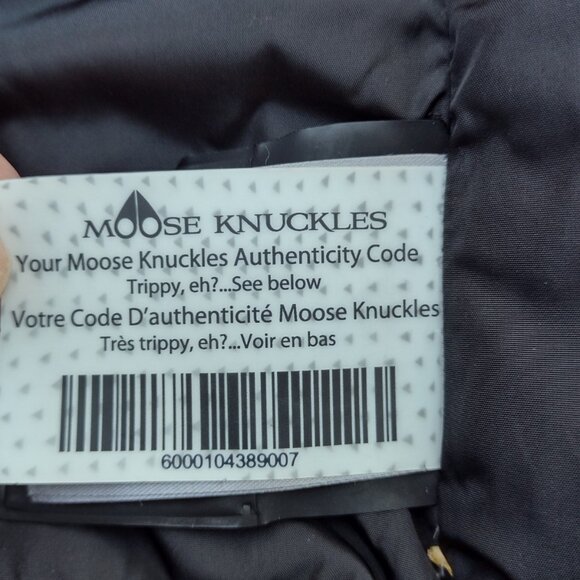 MOOSE KNUCKLES
Your Moose Knuckles Authenticity Code
Trippy, eh?...See below
Votre Code D'authenticité Moose Knuckles
Très trippy, eh?...Voir en bas
6000104389007